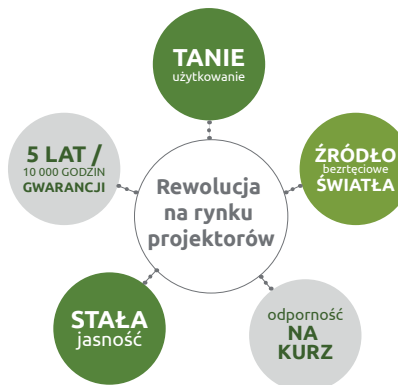 TANIE
użytkowanie
5 LAT /
10 000 GODZIN
GWARANCJI
ŹRÓDŁO
bezrtęciowe
ŚWIATŁA
Rewolucja
na rynku
projektorów
STAŁA
jasność
odporność
NA
KURZ